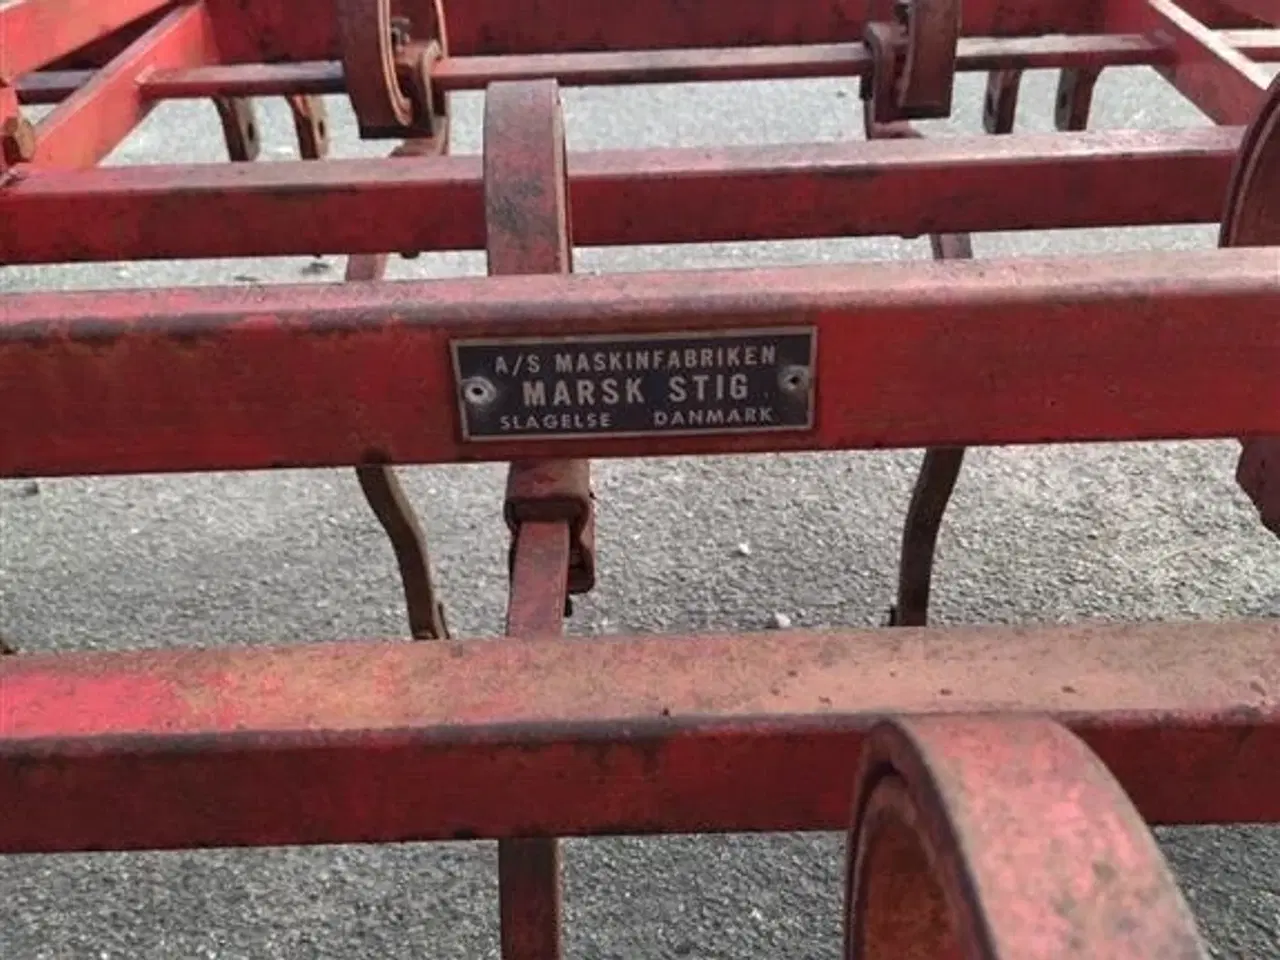 A/S MASKINFABRIKEN
MARSK STIG
SLAGELSE DANMARK